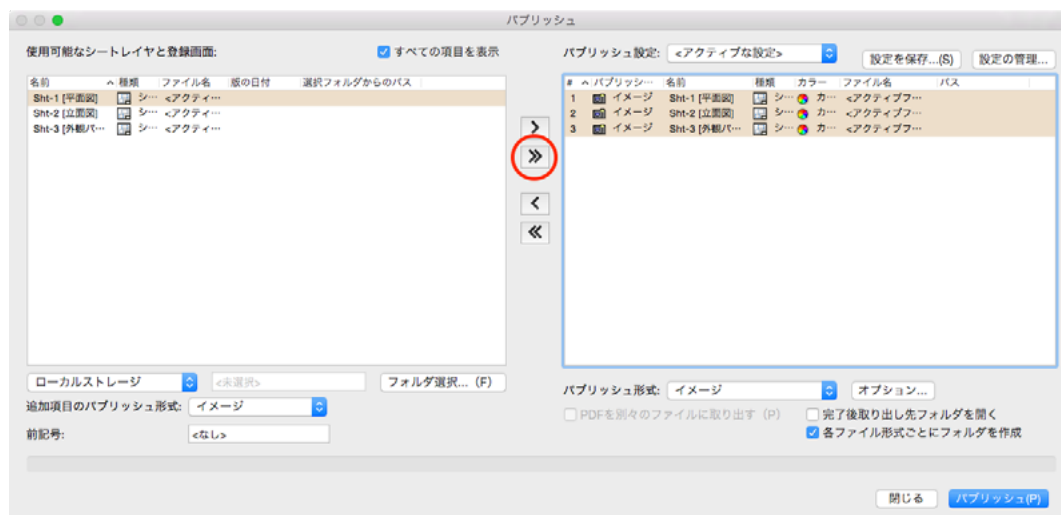 パブリッシュ
使用可能なシートレイヤと登録画面:
すべての項目を表示
名前 種類 ファイル名 版の日付 選択フォルダからのパス
Sht-1 [平面図] シ… <アクティ…
Sht-2 [立面図] シ… <アクティ…
Sht-3 [外観パ… シ… <アクティ…
ローカルストレージ <未選択> フォルダ選択... (F)
追加項目のパブリッシュ形式: イメージ
前記号: <なし>
パブリッシュ設定: <アクティブな設定> 設定を保存...(S) 設定の管理...
# パブリッシ… 名前 種類 カラー ファイル名 パス
1 イメージ Sht-1 [平面図] シ… カ… <アクティブフ…
2 イメージ Sht-2 [立面図] シ… カ… <アクティブフ…
3 イメージ Sht-3 [外観パ… シ… カ… <アクティブフ…
パブリッシュ形式: イメージ オプション...
PDFを別々のファイルに取り出す (P) 完了後取り出し先フォルダを開く
各ファイル形式ごとにフォルダを作成
閉じる パブリッシュ(P)